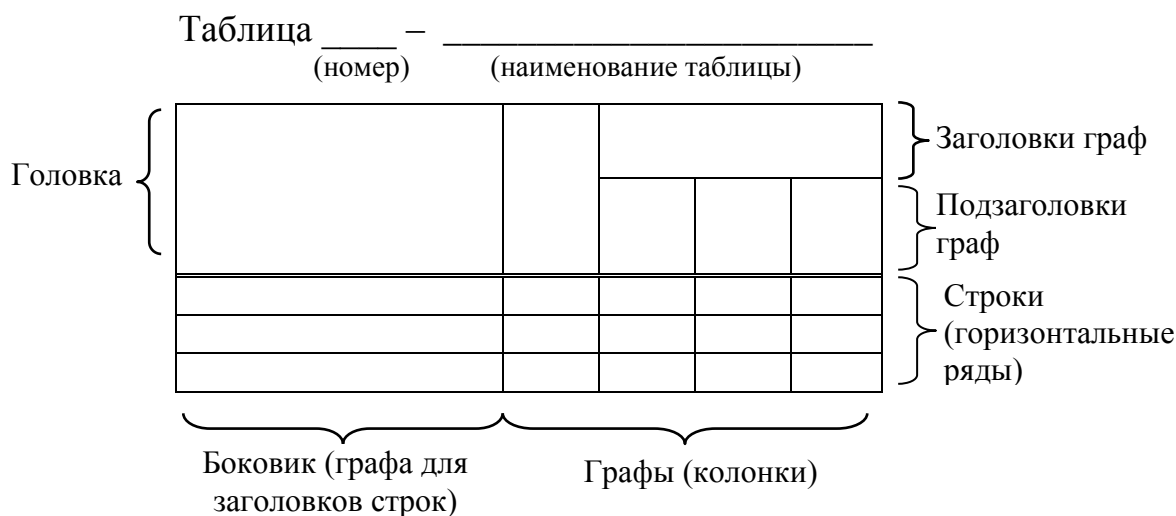 Таблица ____ – _______________________
(номер) (наименование таблицы)
Головка
Заголовки граф
Подзаголовки
граф
Строки
(горизонтальные
ряды)
Боковик (графа для
заголовков строк)
Графы (колонки)